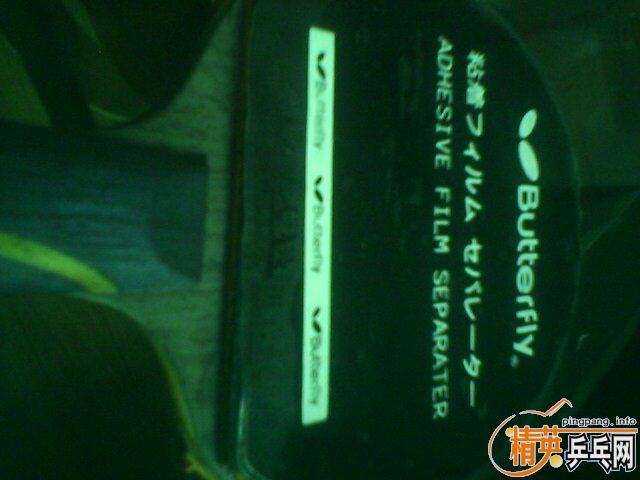 Butterfly.
粘着フィルム セパレーター
ADHESIVE FILM SEPARATER
Butterfly Butterfly Butterfly
pingpang.info
精英乒乓网